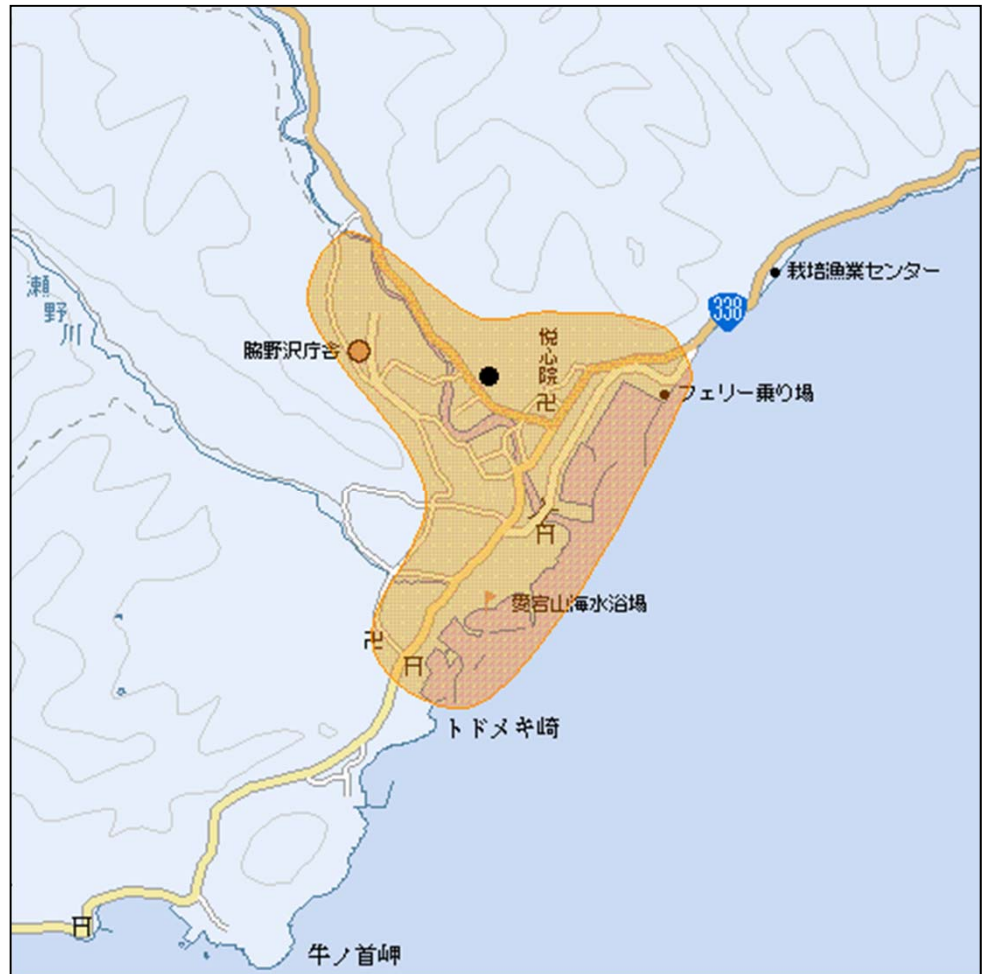 栽培漁業センター
瀬野川
338
脇野沢庁舎
悦心院
フェリー乗り場
愛宕山海水浴場
トドメキ崎
牛ノ首岬